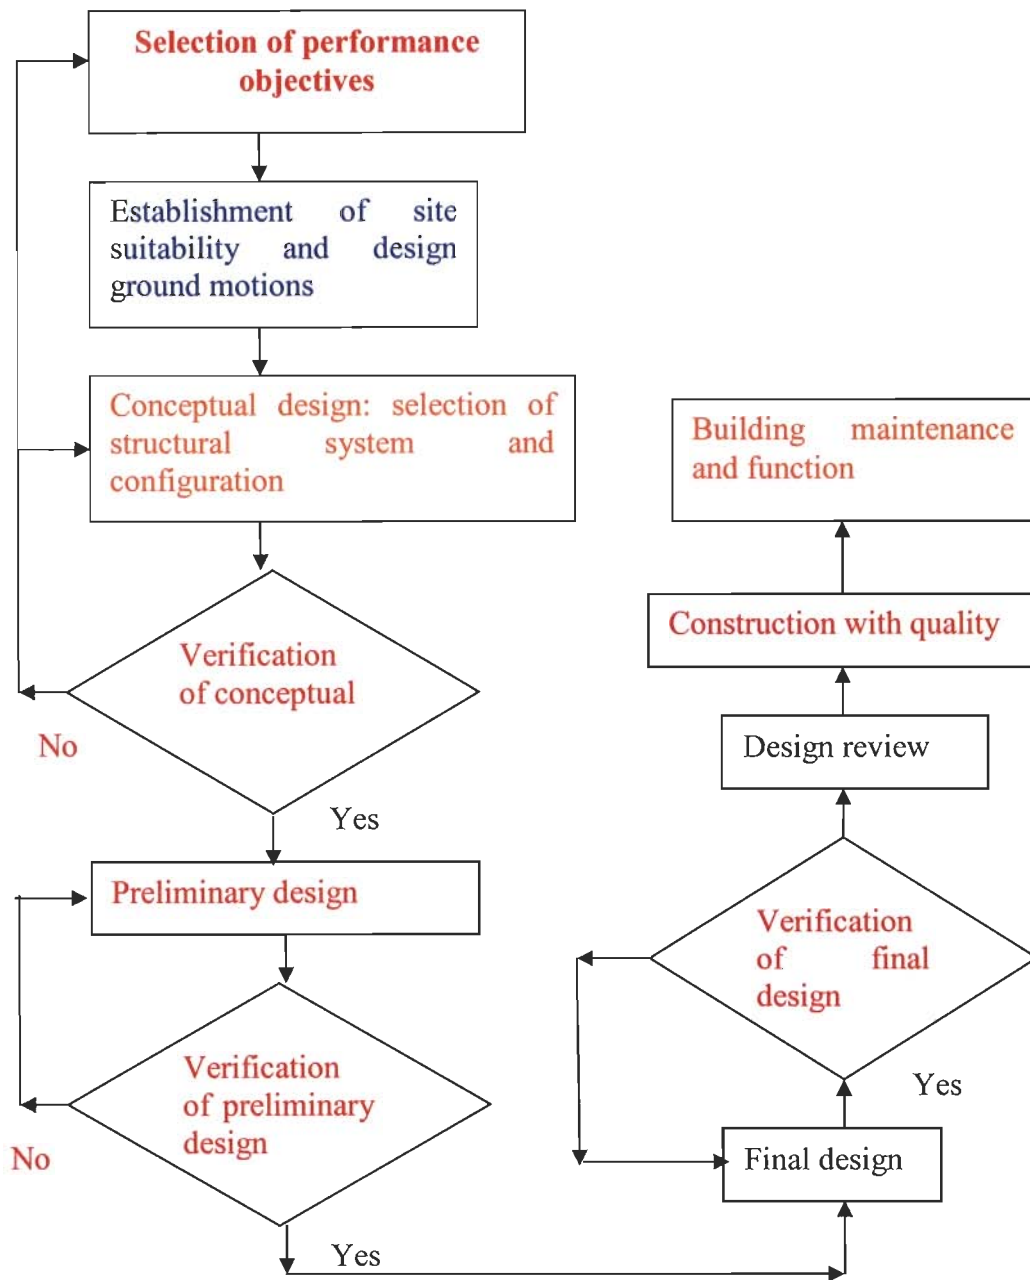 Selection of performance
objectives
Establishment of site
suitability and design
ground motions
Conceptual design: selection of
structural system and
configuration
Verification
of conceptual
No
Yes
Preliminary design
Verification
of preliminary
design
No
Yes
Building maintenance
and function
Construction with quality
Design review
Verification
of final
design
Yes
Final design